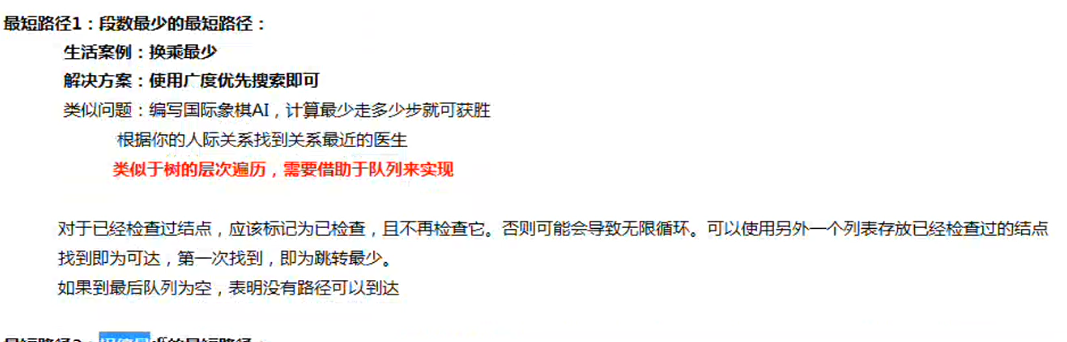 最短路径1：段数最少的最短路径：
生活案例：换乘最少
解决方案：使用广度优先搜索即可
类似问题：编写国际象棋AI，计算最少走多少步就可获胜
根据你的人际关系找到关系最近的医生
类似于树的层次遍历，需要借助于队列来实现
对于已经检查过结点，应该标记为已检查，且不再检查它。否则可能会导致无限循环。可以使用另外一个列表存放已经检查过的结点
找到即为可达，第一次找到，即为跳转最少。
如果到最后队列为空，表明没有路径可以到达